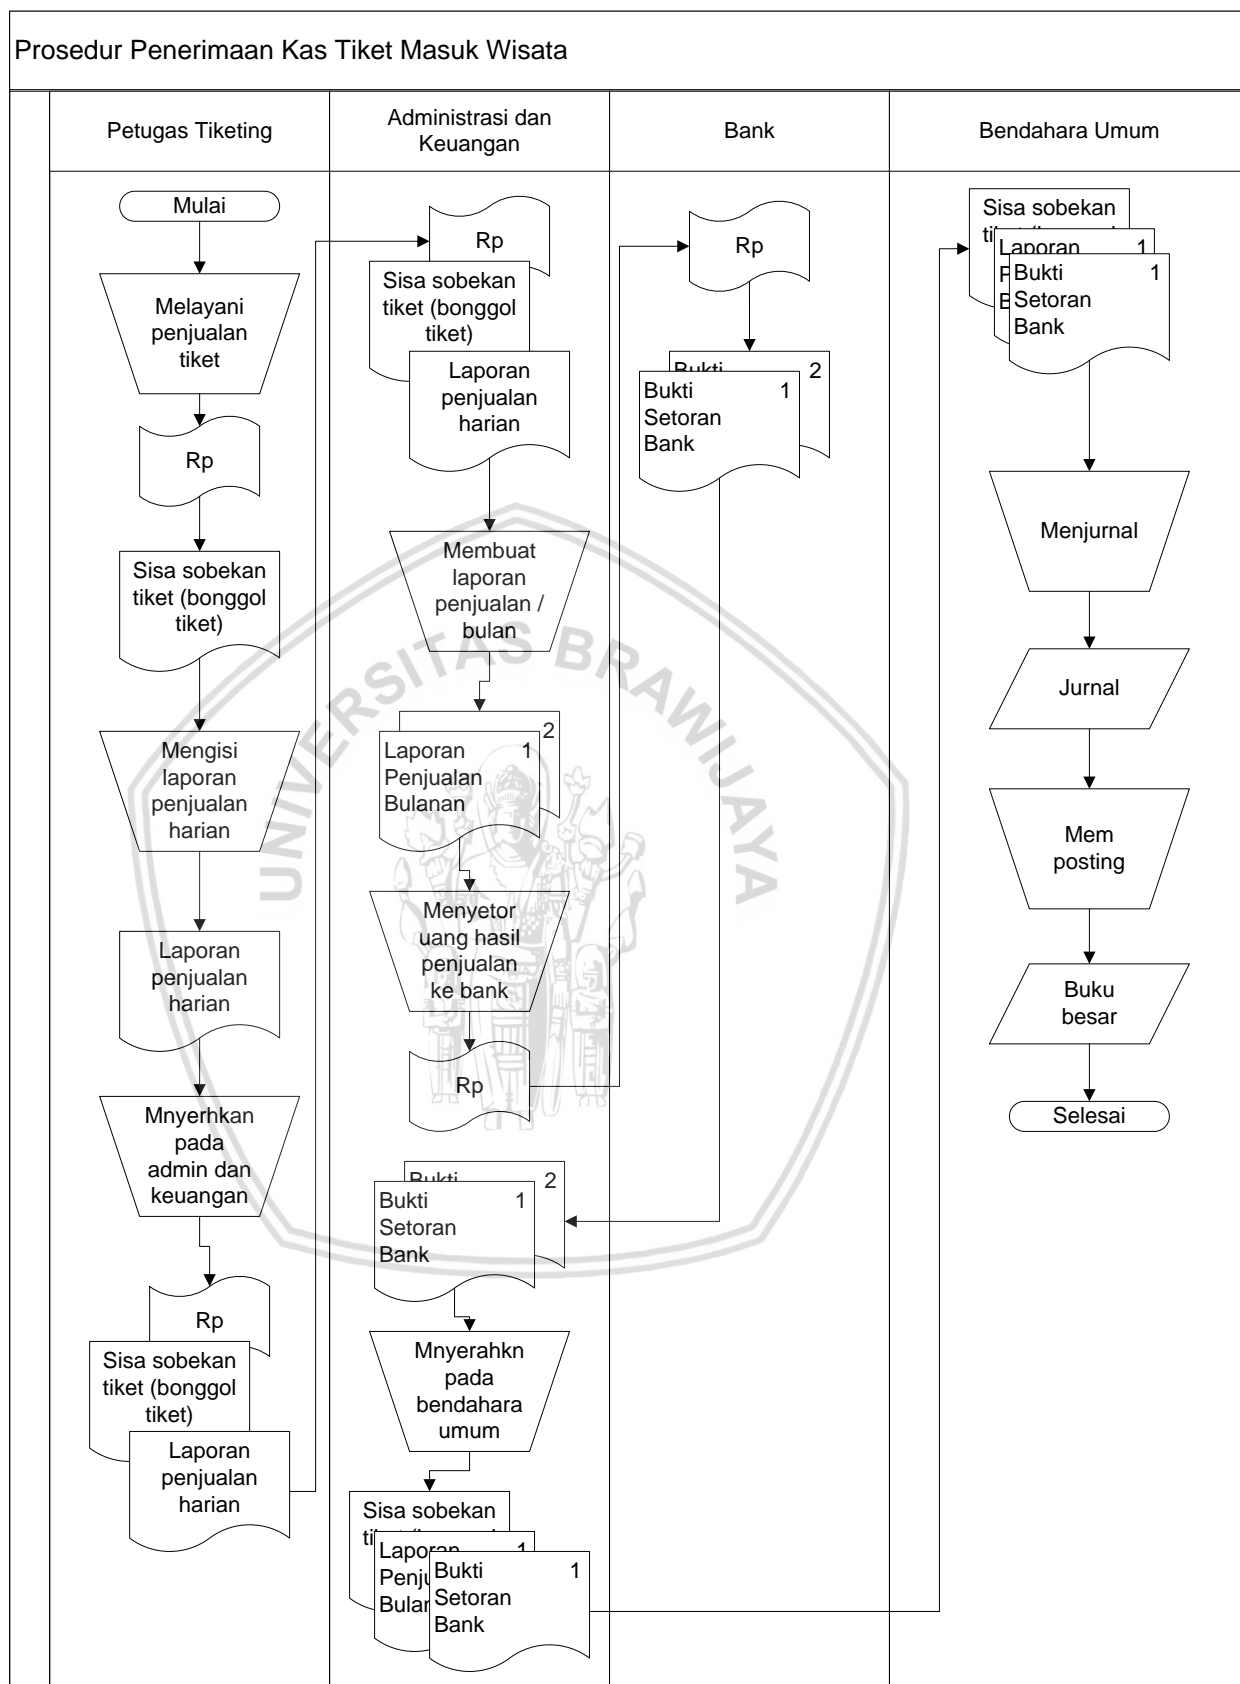 Prosedur Penerimaan Kas Tiket Masuk Wisata
Petugas Tiketing
Administrasi dan
Keuangan
Bank
Bendahara Umum
Mulai
Melayani
penjualan
tiket
Rp
Sisa sobekan
tiket (bonggol
tiket)
Mengisi
laporan
penjualan
harian
Laporan
penjualan
harian
Mnyerhkan
pada
admin dan
keuangan
Rp
Sisa sobekan
tiket (bonggol
tiket)
Laporan
penjualan
harian
Rp
Sisa sobekan
tiket (bonggol
tiket)
Laporan
penjualan
harian
Membuat
laporan
penjualan /
bulan
2
Laporan 1
Penjualan
Bulanan
Menyetor
uang hasil
penjualan
ke bank
Rp
Bukti 2
Bukti 1
Setoran
Bank
Mnyerahkn
pada
bendahara
umum
Sisa sobekan
Laporan 1
Bukti 1
Setoran
Bank
Rp
Bukti 2
Bukti 1
Setoran
Bank
Sisa sobekan
Laporan 1
Bukti 1
Setoran
Bank
Menjurnal
Jurnal
Mem
posting
Buku
besar
Selesai
UNIVERSITAS BRAWIJAYA